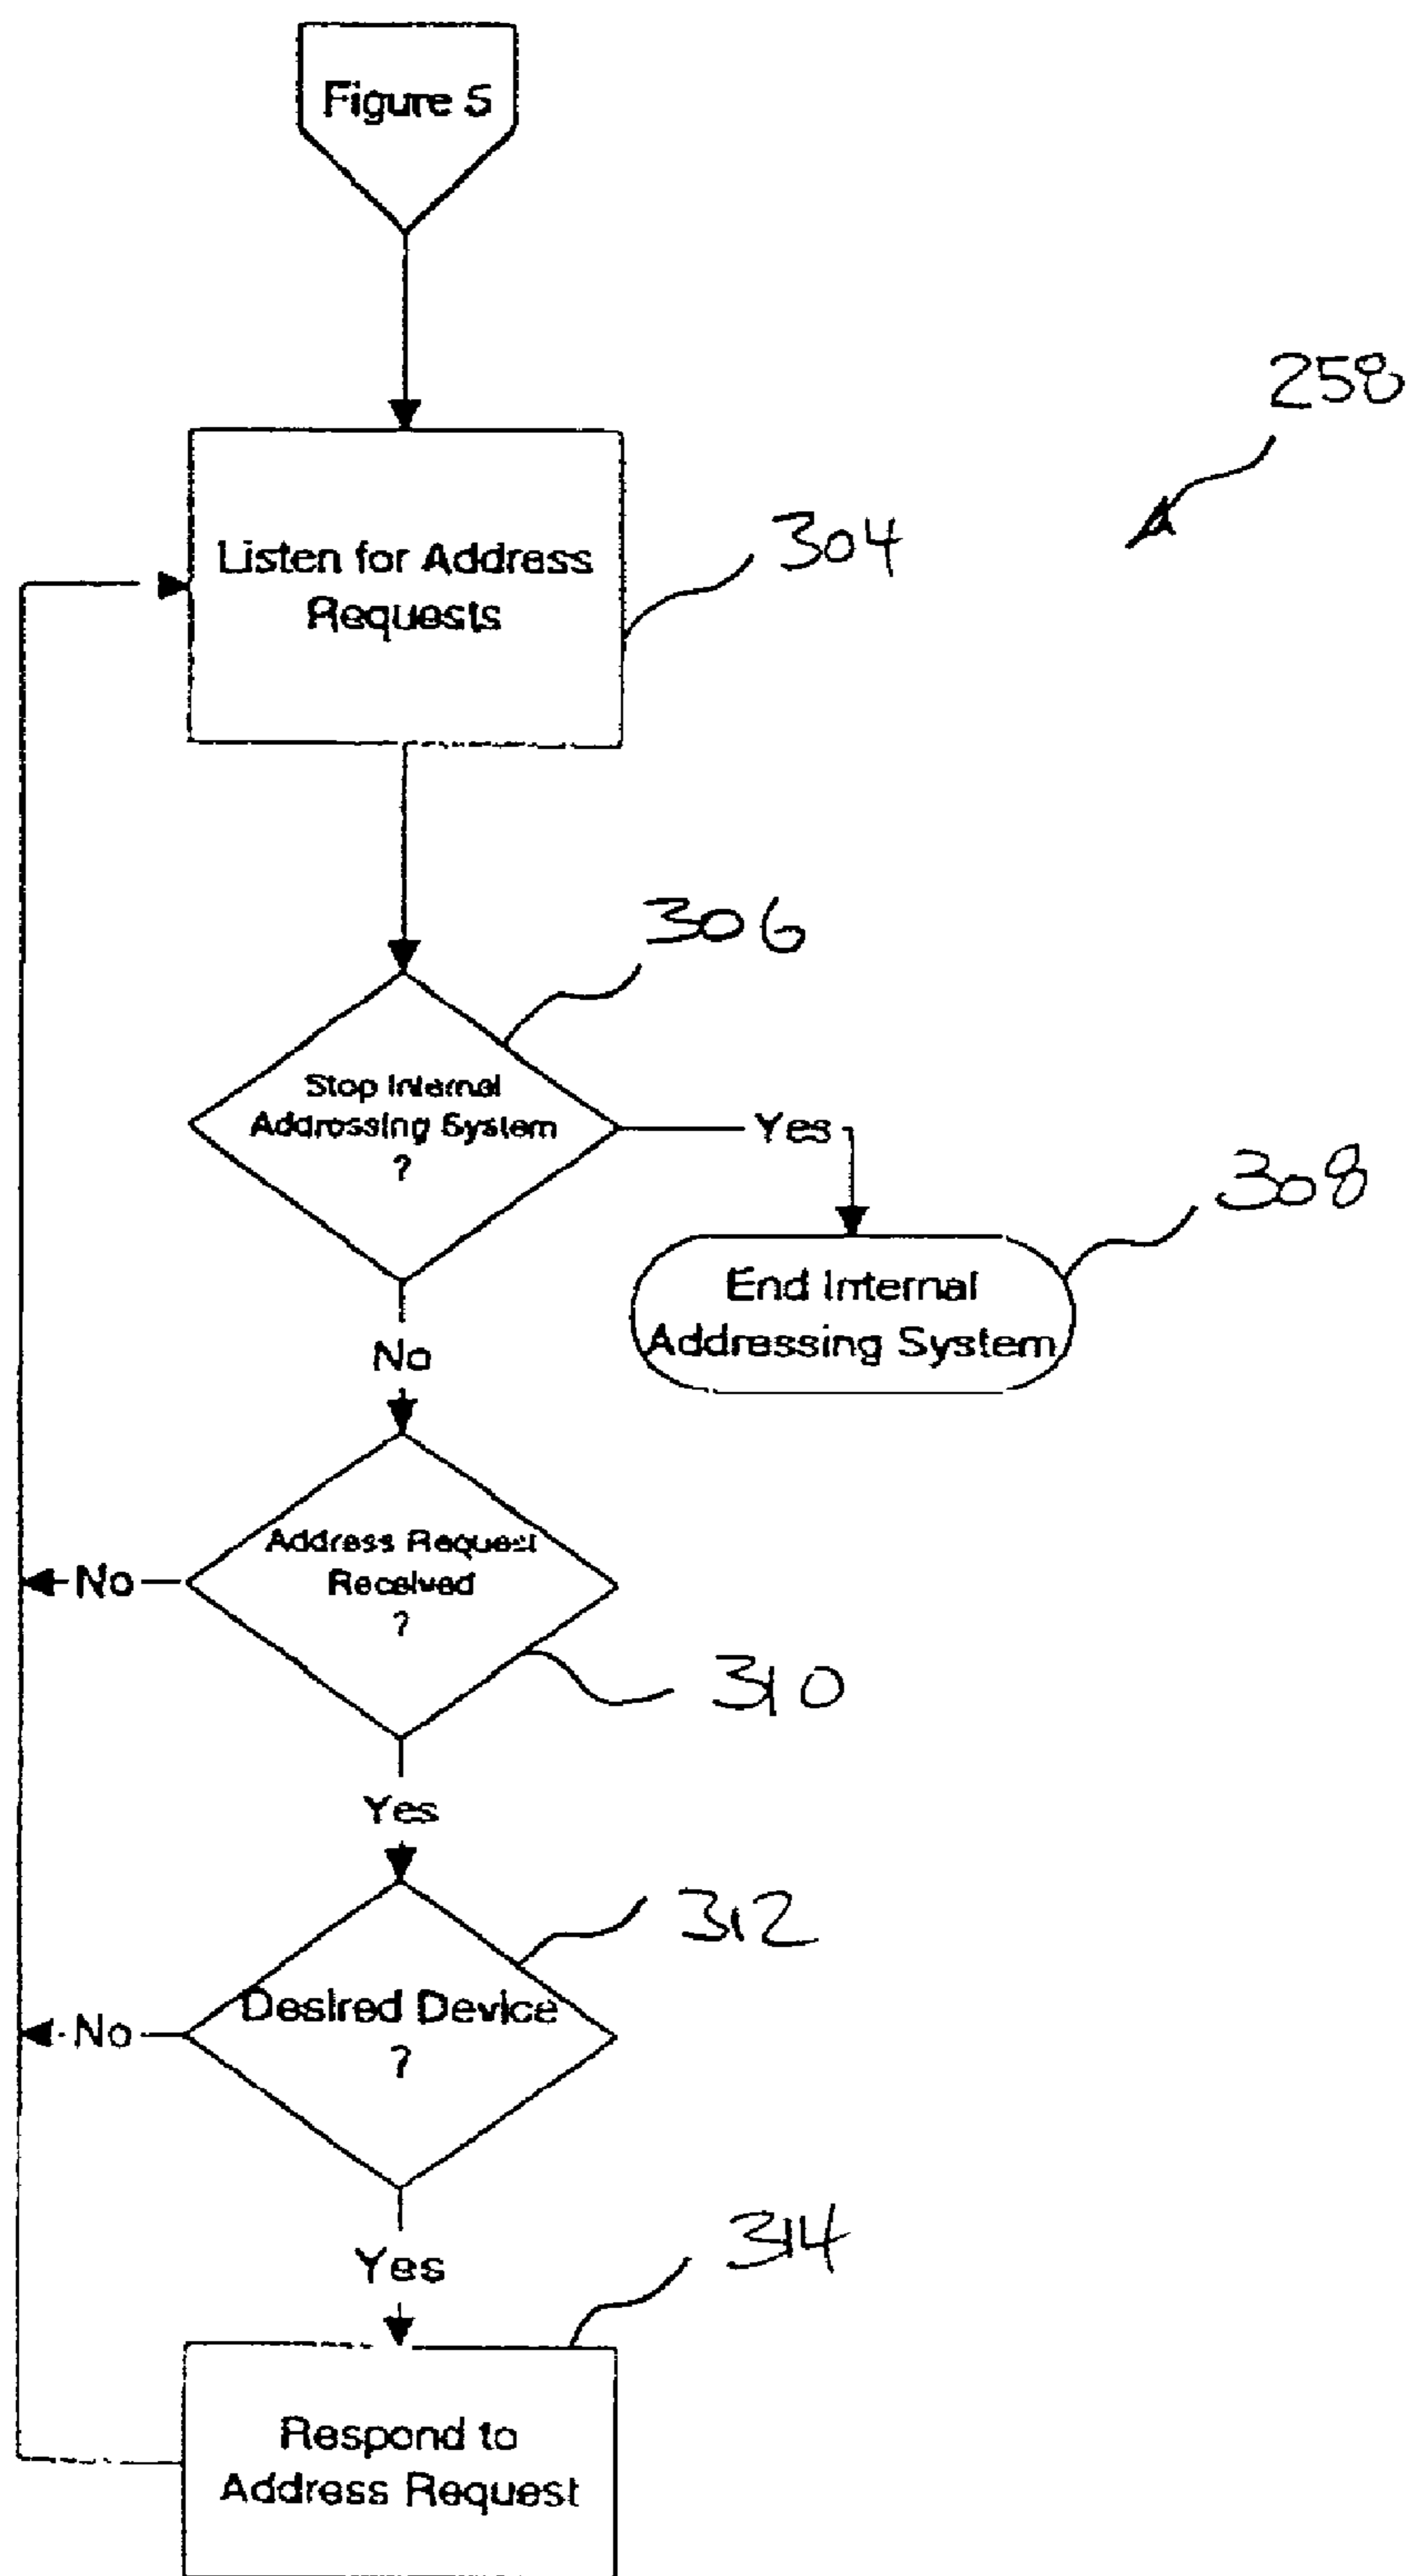 Figure 5
258
Listen for Address
Requests
304
306
Stop Internal
Addressing System
?
Yes
308
End Internal
Addressing System
No
Address Request
Received
?
No
310
Yes
312
Desired Device
?
No
Yes
314
Respond to
Address Request